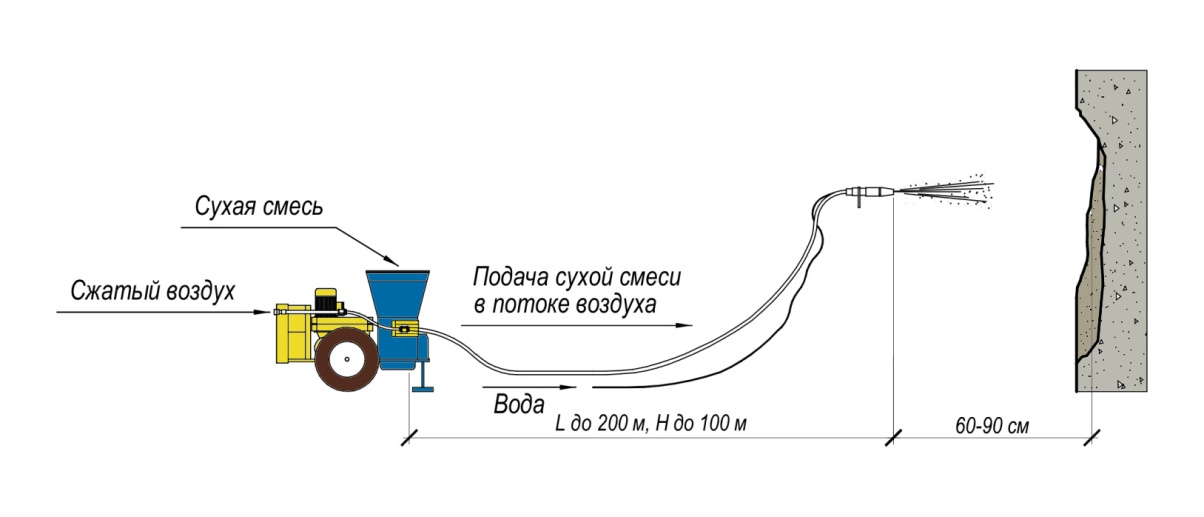 Сухая смесь
Сжатый воздух
Подача сухой смеси
в потоке воздуха
Вода
L до 200 м, H до 100 м
60-90 см